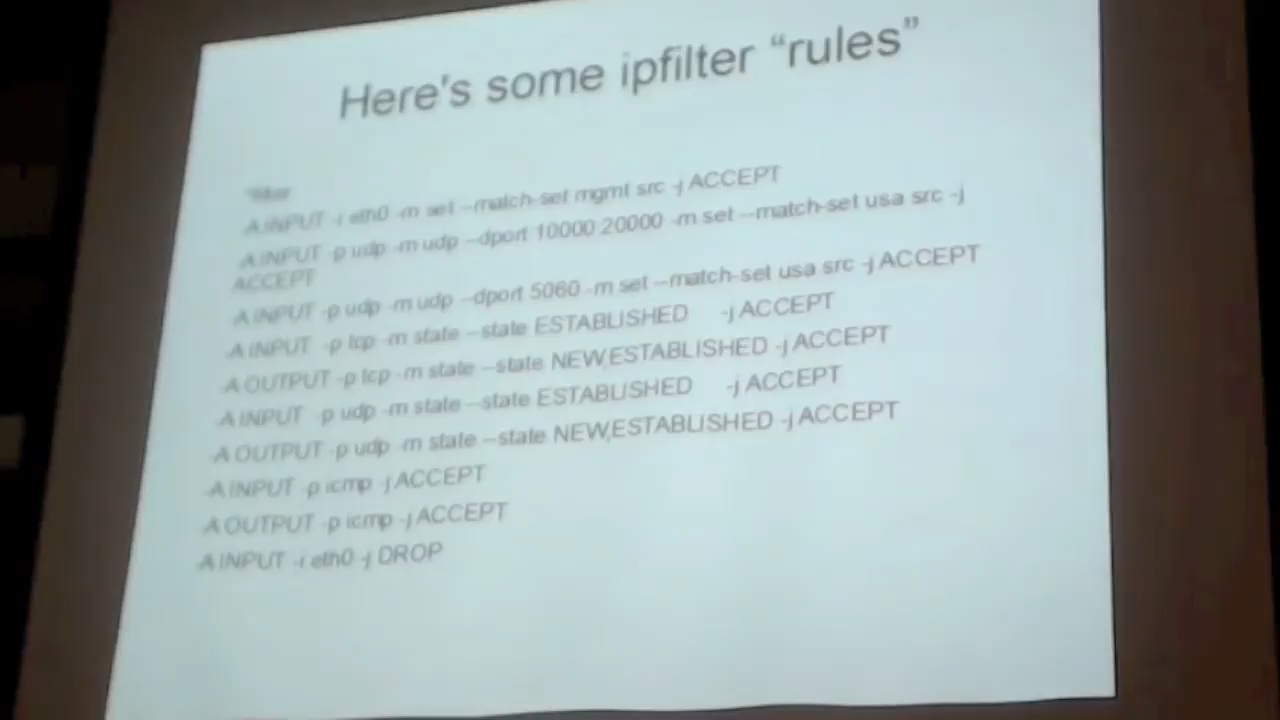 Here's some ipfilter “rules”
*filter
-A INPUT -i eth0 -m set --match-set mgmt src -j ACCEPT
-A INPUT -p udp -m udp --dport 10000 20000 -m set --match-set usa src -j
ACCEPT
-A INPUT -p udp -m udp --dport 5060 -m set --match-set usa src -j ACCEPT
-A INPUT -p tcp -m state --state ESTABLISHED -j ACCEPT
-A OUTPUT -p tcp -m state --state NEW,ESTABLISHED -j ACCEPT
-A INPUT -p udp -m state --state ESTABLISHED -j ACCEPT
-A OUTPUT -p udp -m state --state NEW,ESTABLISHED -j ACCEPT
-A INPUT -p icmp -j ACCEPT
-A OUTPUT -p icmp -j ACCEPT
-A INPUT -i eth0 -j DROP